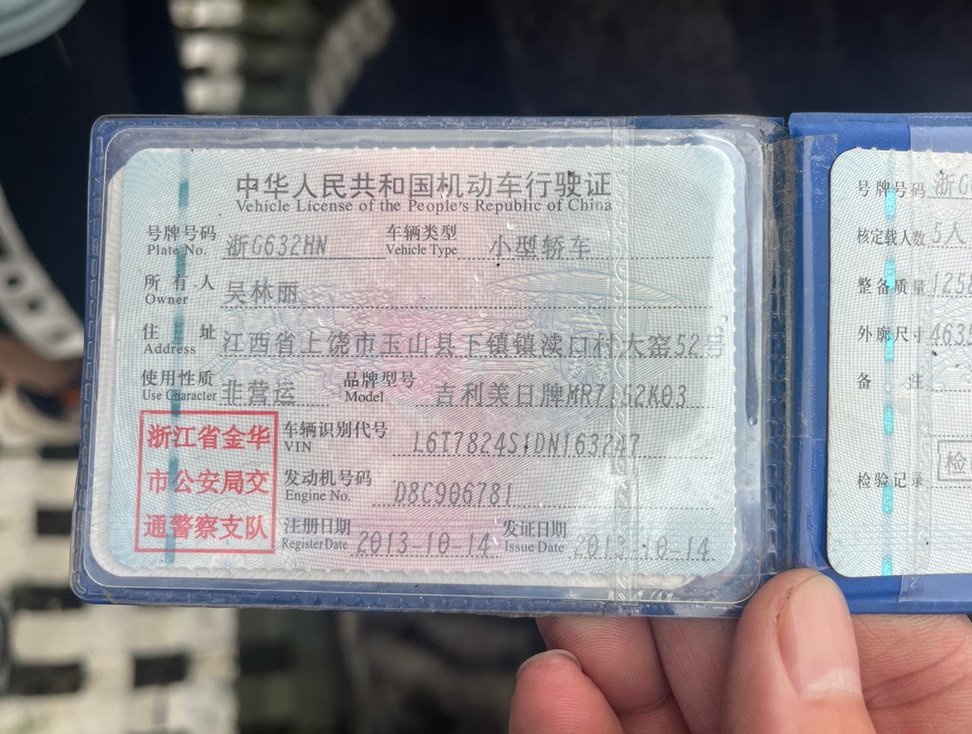 中华人民共和国机动车行驶证
Vehicle License of the People's Republic of China
号牌号码 浙G632HN 车辆类型 小型轿车
Plate No. Vehicle Type
所有人 吴林丽
Owner
住址 江西省上饶市玉山县下镇镇渎口村大窑52号
Address
使用性质 非营运 品牌型号 吉利美日牌MR7152K03
Use Character Model
浙江省金华
市公安局交
通警察支队
车辆识别代号
VIN
发动机号码 D8C906781
Engine No.
注册日期 2013-10-14 发证日期 2013-10-14
Register Date Issue Date
号牌号码 浙G
核定载人数 5人
整备质量
外廓尺寸
备注
检验记录